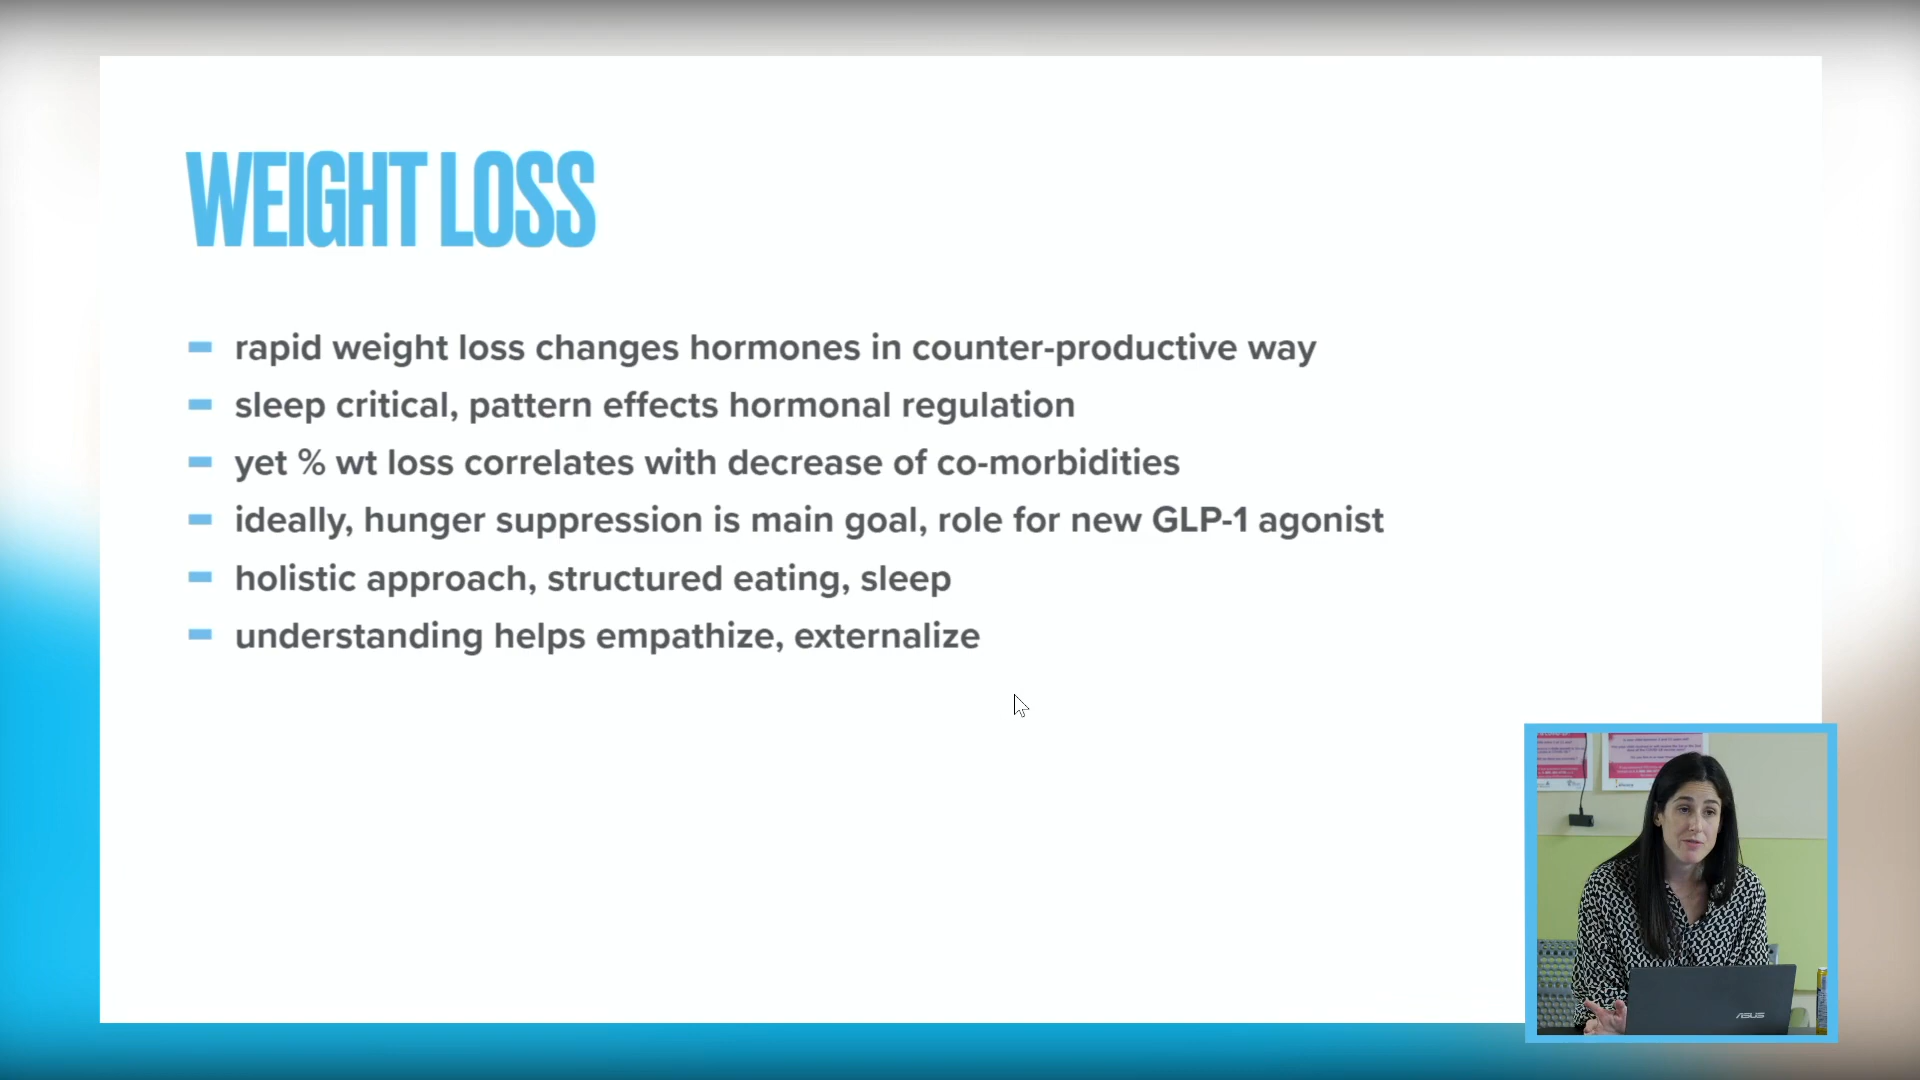 WEIGHT LOSS
rapid weight loss changes hormones in counter-productive way
sleep critical, pattern effects hormonal regulation
yet % wt loss correlates with decrease of co-morbidities
ideally, hunger suppression is main goal, role for new GLP-1 agonist
holistic approach, structured eating, sleep
understanding helps empathize, externalize
ASUS